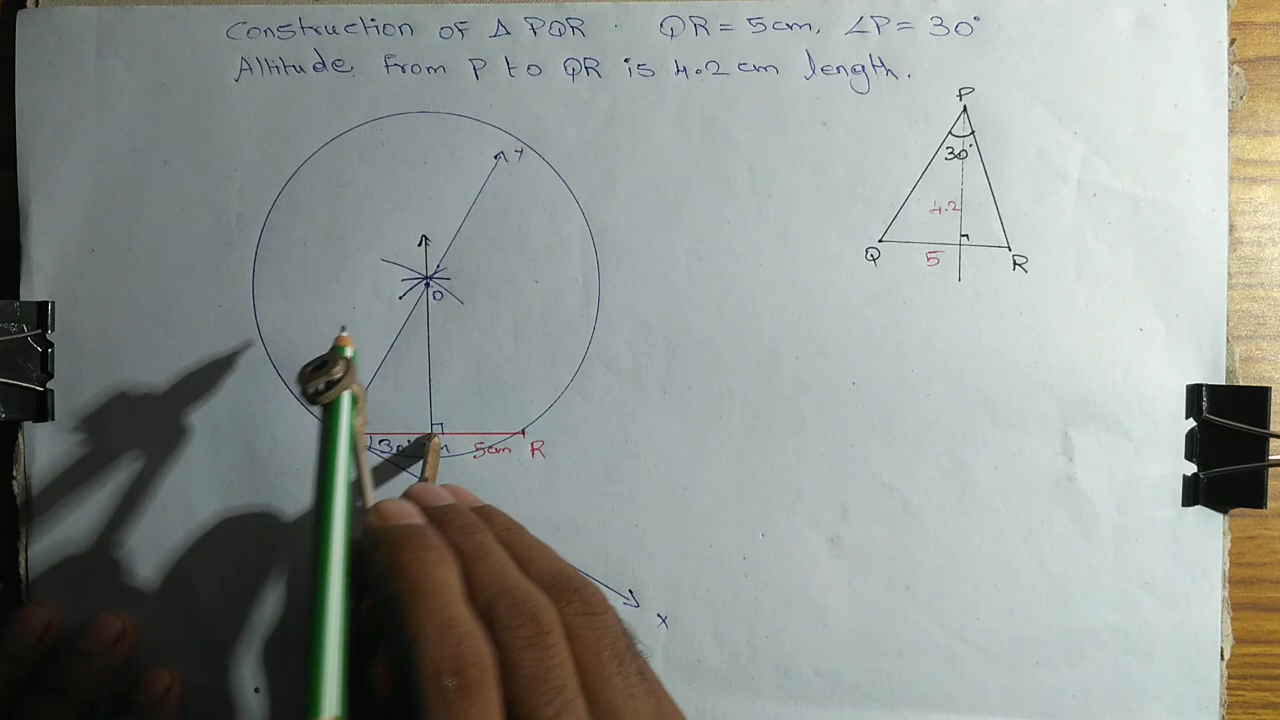 Construction of Δ PQR. QR = 5cm, ∠P = 30°
Altitude from P to QR is 4.2 cm length.
P
30°
4.2
Q 5 R
Y
O
30° 5cm R
X